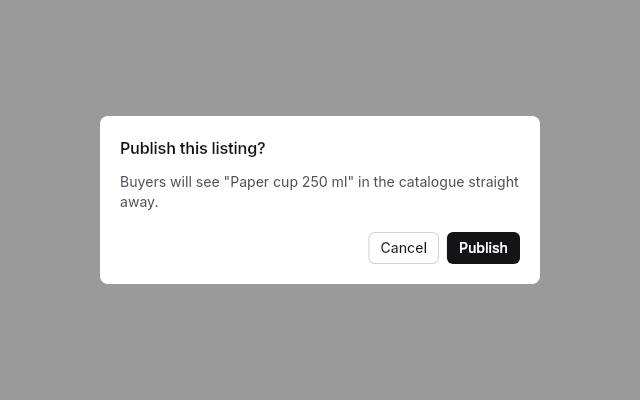 Publish this listing?
Buyers will see "Paper cup 250 ml" in the catalogue straight
away.
Cancel
Publish